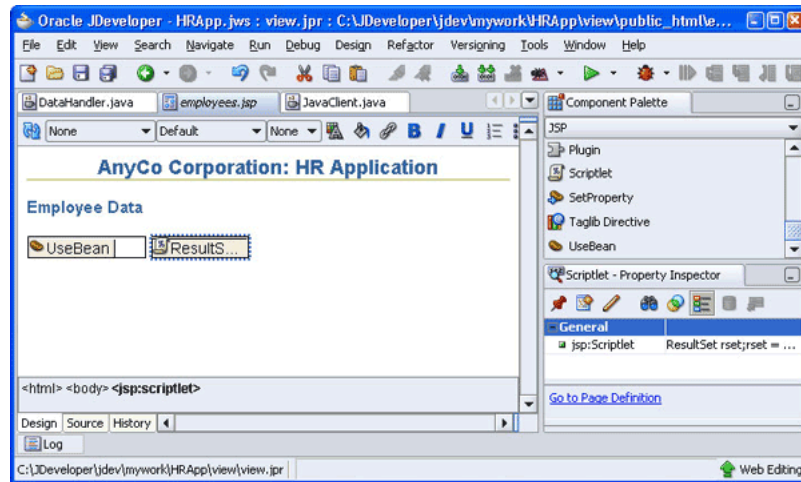 Oracle JDeveloper - HRApp.jws : view.jpr : C:\JDeveloper\jdev\mywork\HRApp\view\public_html\e...
File Edit View Search Navigate Run Debug Design Refactor Versioning Tools Window Help
DataHandler.java employees.jsp JavaClient.java
None Default None B I U
AnyCo Corporation: HR Application
Employee Data
UseBean ResultS...
<html> <body> <jsp:scriptlet>
Design Source History
Component Palette
JSP
Plugin
Scriptlet
SetProperty
Taglib Directive
UseBean
Scriptlet - Property Inspector
General
jsp:Scriptlet ResultSet rset;rset = ...
Go to Page Definition
Log
C:\JDeveloper\jdev\mywork\HRApp\view\view.jpr Web Editing